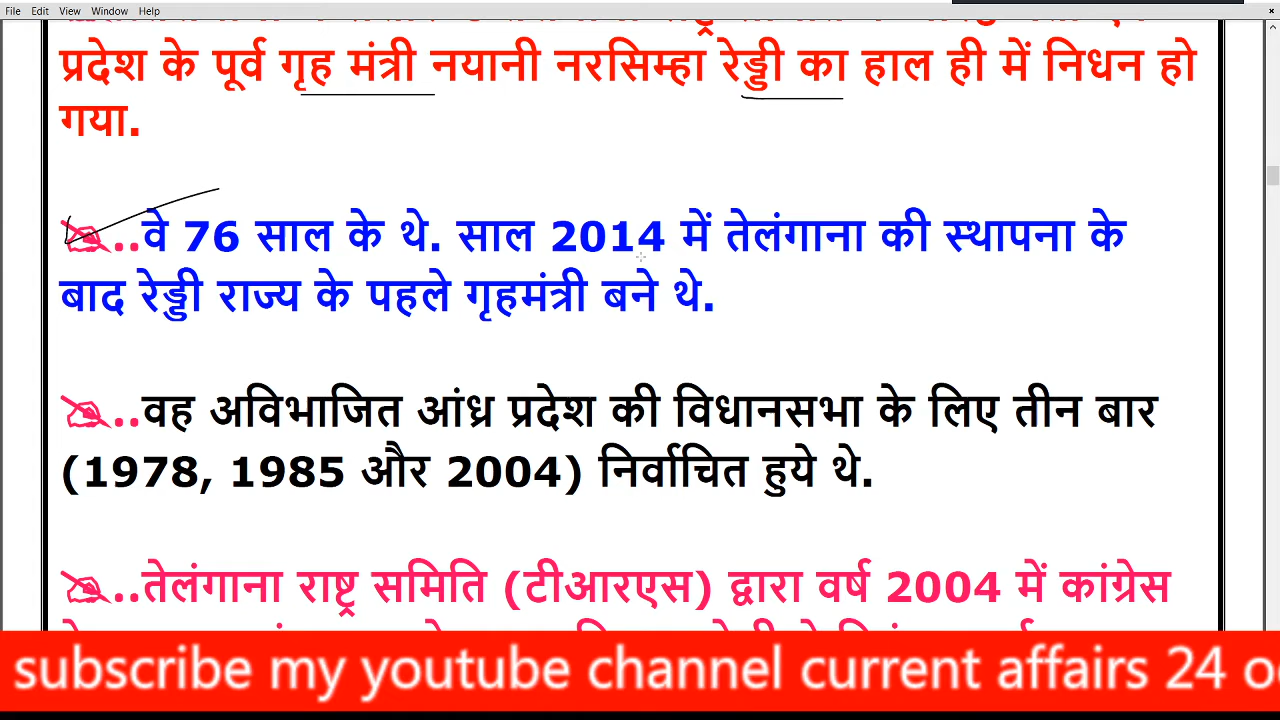 File Edit View Window Help
प्रदेश के पूर्व गृह मंत्री नयानी नरसिम्हा रेड्डी का हाल ही में निधन हो
गया.
..वे 76 साल के थे. साल 2014 में तेलंगाना की स्थापना के
बाद रेड्डी राज्य के पहले गृहमंत्री बने थे.
..वह अविभाजित आंध्र प्रदेश की विधानसभा के लिए तीन बार
(1978, 1985 और 2004) निर्वाचित हुये थे.
..तेलंगाना राष्ट्र समिति (टीआरएस) द्वारा वर्ष 2004 में कांग्रेस
subscribe my youtube channel current affairs 24